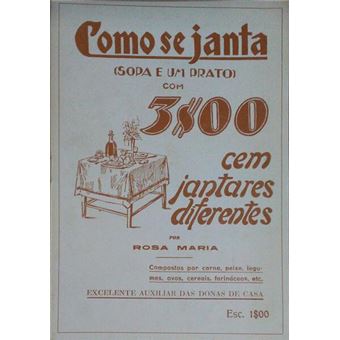 Como se janta
(SOPA E UM PRATO)
COM
3$00
cem
jantares
diferentes
POR
ROSA MARIA
Compostos por carne, peixe, legu-
mes, ovos, cereais, farináceos, etc.
EXCELENTE AUXILIAR DAS DONAS DE CASA
Esc. 1$00